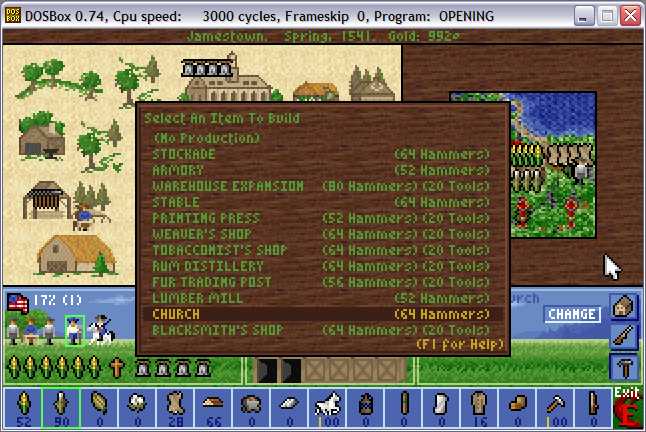 DOSBox 0.74, Cpu speed: 3000 cycles, Frameskip 0, Program: OPENING
Jamestown. Spring, 1541. Gold: 992
Select An Item To Build
(No Production)
STOCKADE (64 Hammers)
ARMORY (52 Hammers)
WAREHOUSE EXPANSION (80 Hammers) (20 Tools)
STABLE (64 Hammers)
PRINTING PRESS (52 Hammers) (20 Tools)
WEAVER'S SHOP (64 Hammers) (20 Tools)
TOBACCONIST'S SHOP (64 Hammers) (20 Tools)
RUM DISTILLERY (64 Hammers) (20 Tools)
FUR TRADING POST (56 Hammers) (20 Tools)
LUMBER MILL (52 Hammers)
CHURCH (64 Hammers)
BLACKSMITH'S SHOP (64 Hammers) (20 Tools)
(F1 for Help)
17% (1)
CHANGE
Exit
52 90 0 0 28 66 0 0 100 0 0 0 16 0 100 0